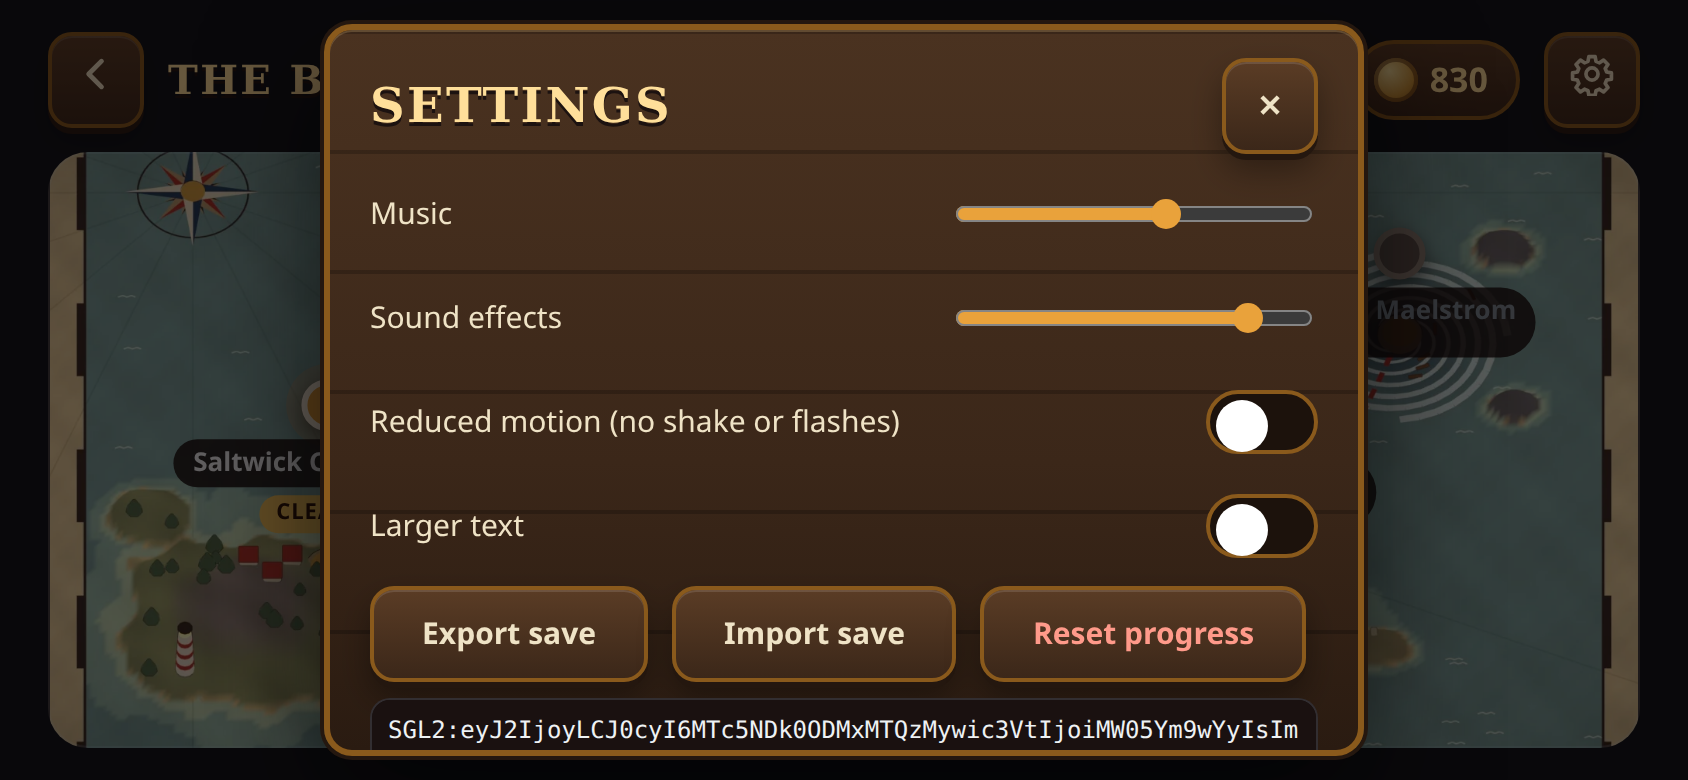 THE B
830
SETTINGS
×
Music
Sound effects
Reduced motion (no shake or flashes)
Larger text
Export save
Import save
Reset progress
SGL2:eyJ2IjoyLCJ0cyI6MTc5NDk0ODMxMTQzMywic3VtIjoiMW05Ym9wYyIsIm
Maelstrom
Saltwick C
CLEA